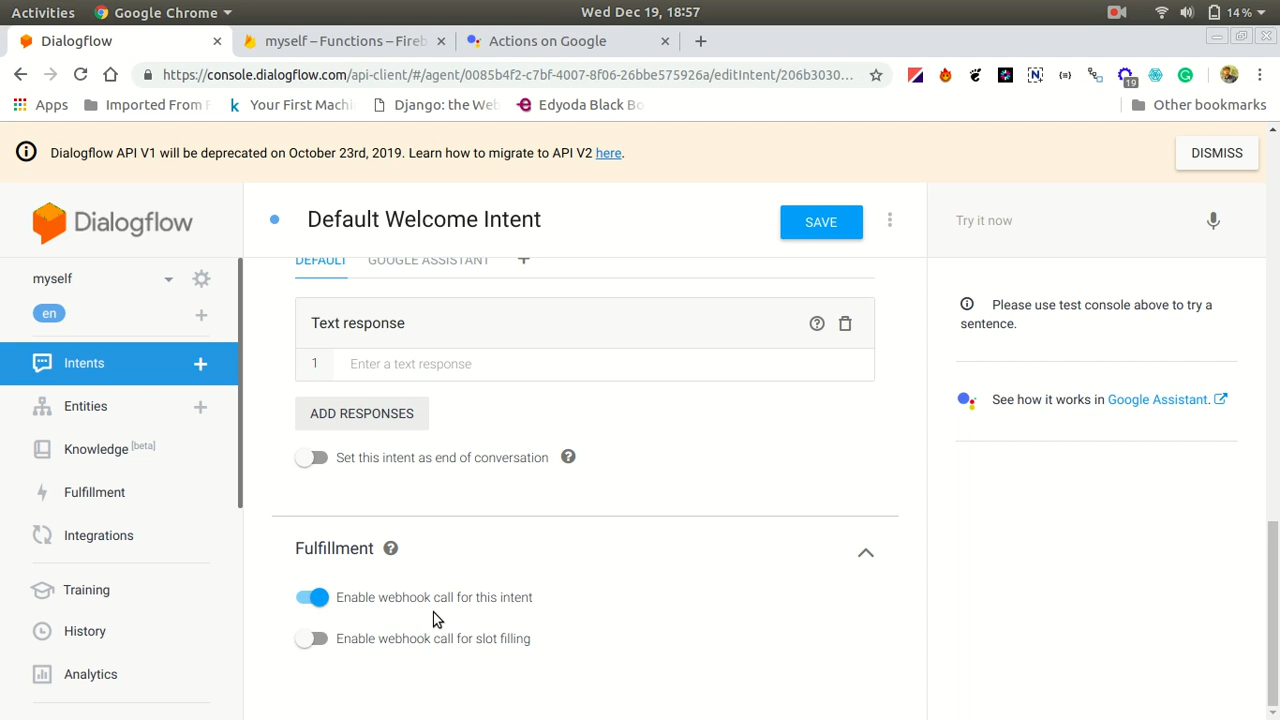 Activities Google Chrome Wed Dec 19, 18:57 14%
Dialogflow myself – Functions – Fireb Actions on Google
https://console.dialogflow.com/api-client/#/agent/0085b4f2-c7bf-4007-8f06-26bbe575926a/editIntent/206b3030... 19
Apps Imported From F Your First Machi Django: the Web Edyoda Black Bo Other bookmarks
Dialogflow API V1 will be deprecated on October 23rd, 2019. Learn how to migrate to API V2 here. DISMISS
Dialogflow
Default Welcome Intent SAVE
Try it now
DEFAULT GOOGLE ASSISTANT
myself
en
Intents
Entities
Knowledge [beta]
Fulfillment
Integrations
Training
History
Analytics
Text response
1 Enter a text response
ADD RESPONSES
Set this intent as end of conversation
Fulfillment
Enable webhook call for this intent
Enable webhook call for slot filling
Please use test console above to try a
sentence.
See how it works in Google Assistant.